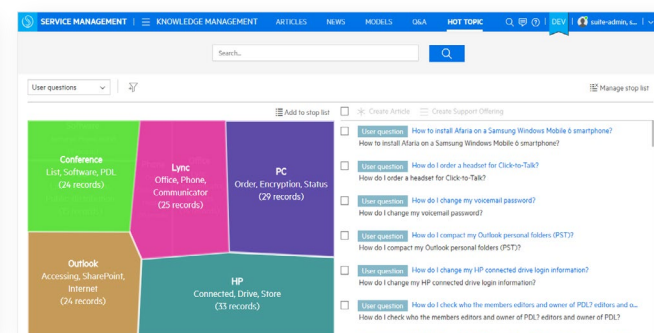 SERVICE MANAGEMENT | KNOWLEDGE MANAGEMENT ARTICLES NEWS MODELS Q&A HOT TOPIC DEV suite-admin, s...
Search...
User questions
Manage stop list
Add to stop list
Create Article Create Support Offering
Conference
List, Software, PDL
(24 records)
Lync
Office, Phone,
Communicator
(25 records)
PC
Order, Encryption, Status
(29 records)
Outlook
Accessing, SharePoint,
Internet
(24 records)
HP
Connected, Drive, Store
(33 records)
User question How to install Afaria on a Samsung Windows Mobile 6 smartphone?
How to install Afaria on a Samsung Windows Mobile 6 smartphone?
User question How do I order a headset for Click-to-Talk?
How do I order a headset for Click-to-Talk?
User question How do I change my voicemail password?
How do I change my voicemail password?
User question How do I compact my Outlook personal folders (PST)?
How do I compact my Outlook personal folders (PST)?
User question How do I change my HP connected drive login information?
How do I change my HP connected drive login information?
User question How do I check who the members editors and owner of PDL? editors and o...
How do I check who the members editors and owner of PDL? editors and owner of PDL?